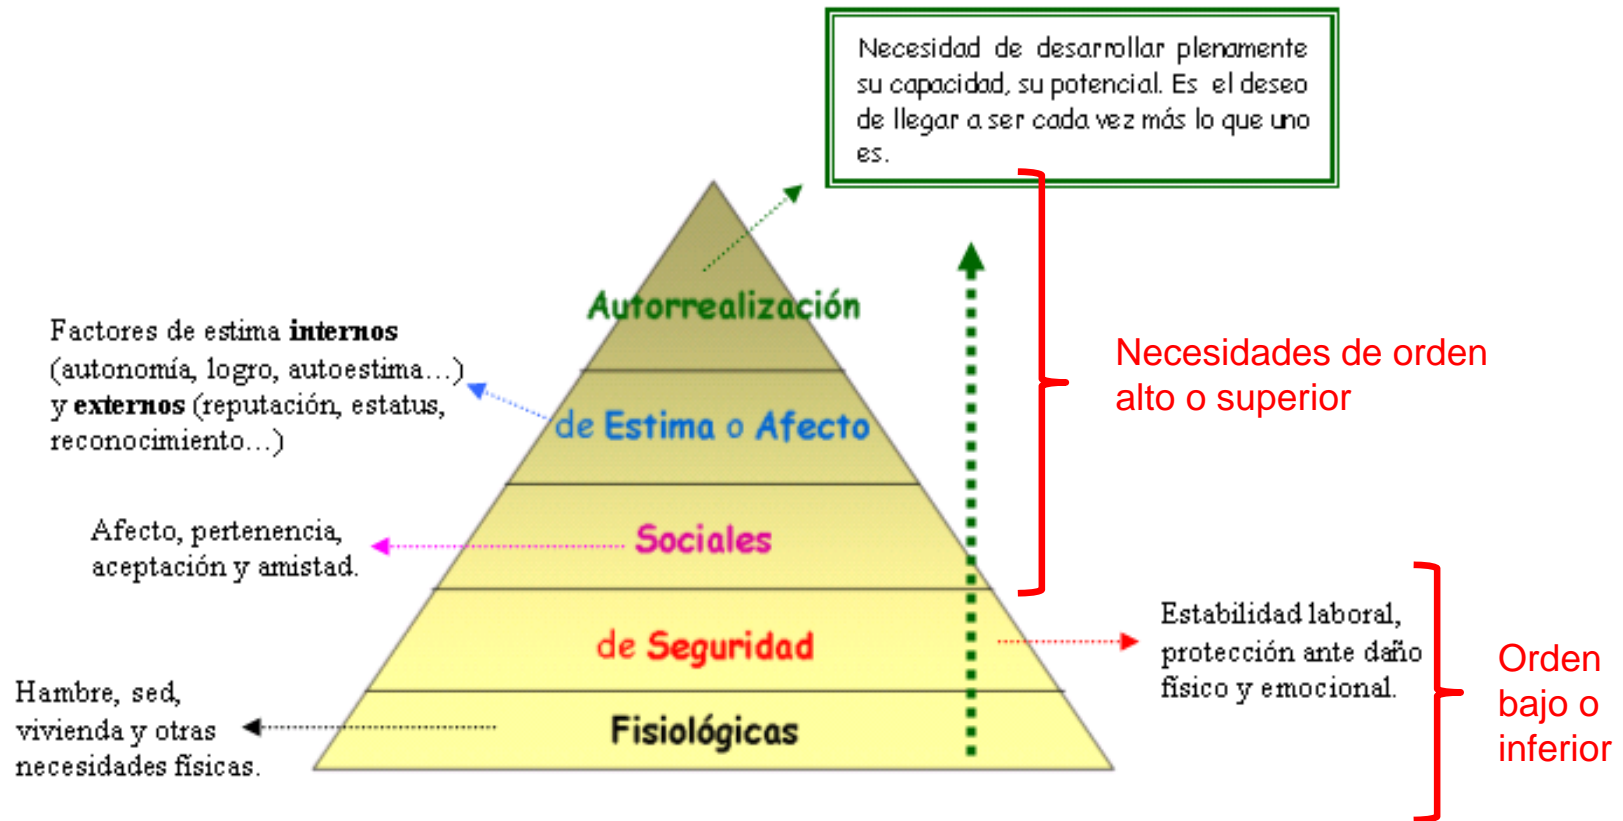 Necesidad de desarrollar plenamente
su capacidad, su potencial. Es el deseo
de llegar a ser cada vez más lo que uno
es.
Autorrealización
Factores de estima internos
(autonomía, logro, autoestima...)
y externos (reputación, estatus,
reconocimiento...)
de Estima o Afecto
Necesidades de orden
alto o superior
Afecto, pertenencia,
aceptación y amistad.
Sociales
de Seguridad
Estabilidad laboral,
protección ante daño
físico y emocional.
Orden
bajo o
inferior
Hambre, sed,
vivienda y otras
necesidades físicas.
Fisiológicas